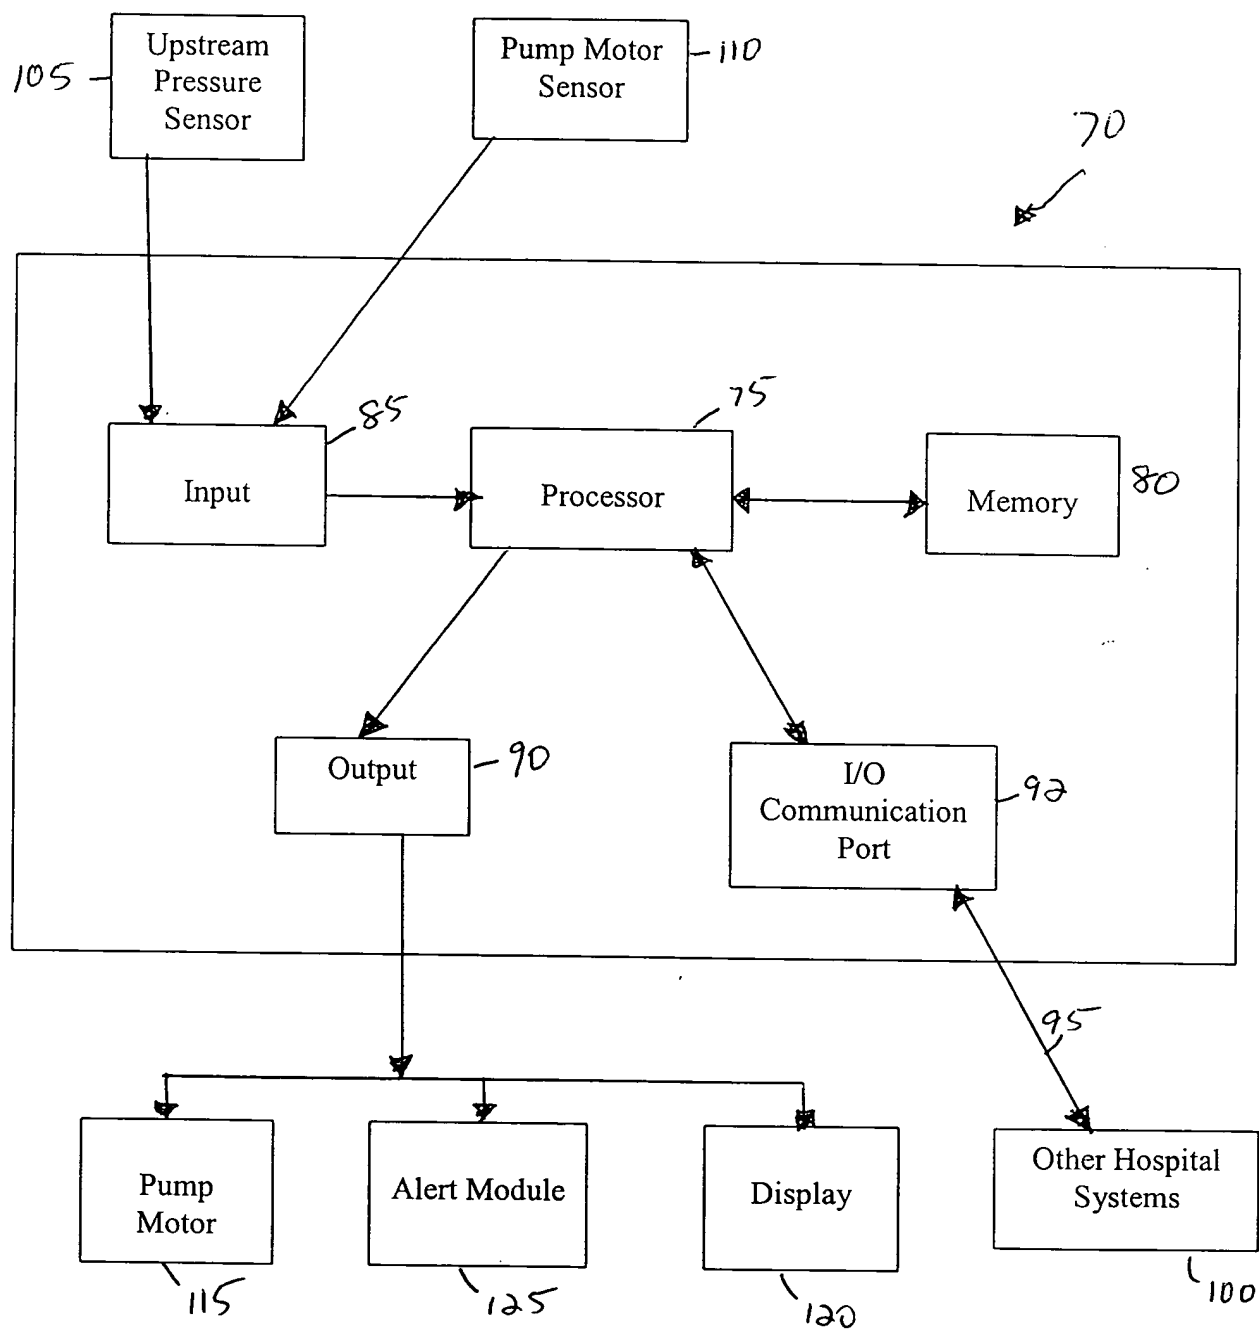 Upstream
Pressure
Sensor
105
Pump Motor
Sensor
110
70
Input
85
Processor
75
Memory
80
Output
90
I/O
Communication
Port
92
95
Pump
Motor
115
Alert Module
125
Display
120
Other Hospital
Systems
100